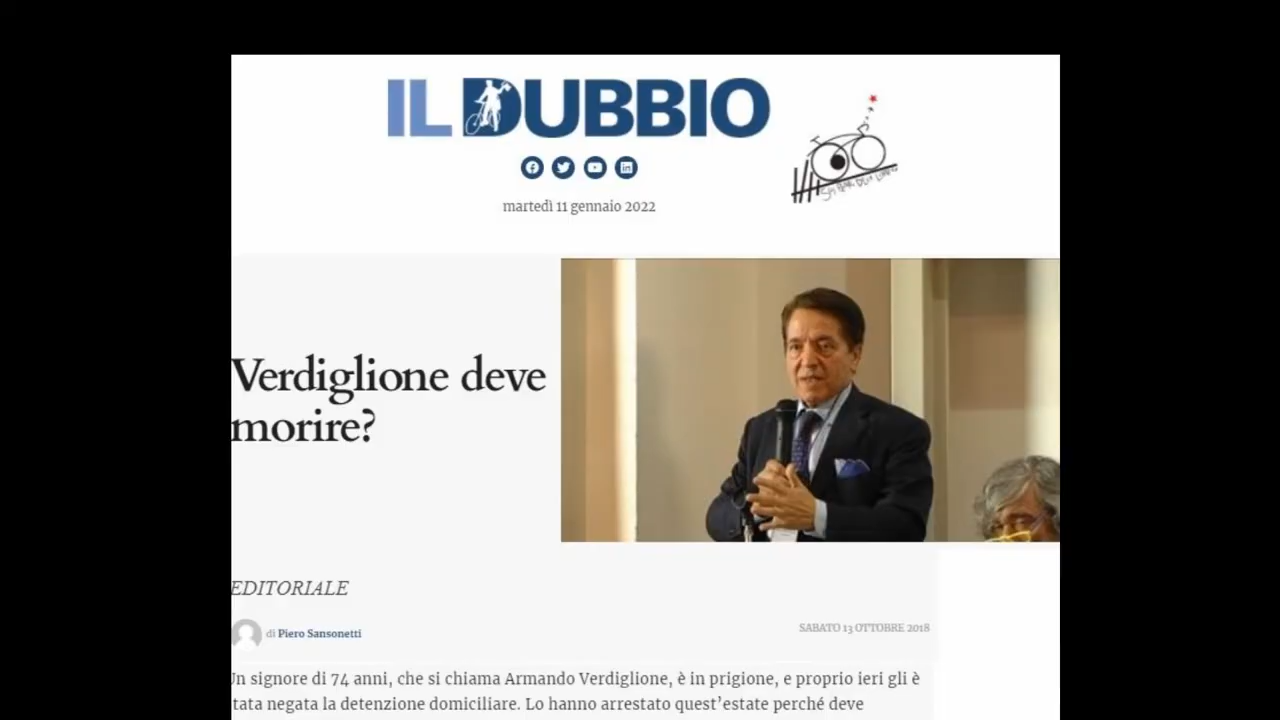 IL DUBBIO
martedì 11 gennaio 2022
Verdiglione deve
morire?
EDITORIALE
di Piero Sansonetti
SABATO 13 OTTOBRE 2018
Un signore di 74 anni, che si chiama Armando Verdiglione, è in prigione, e proprio ieri gli è
tata negata la detenzione domiciliare. Lo hanno arrestato quest'estate perché deve